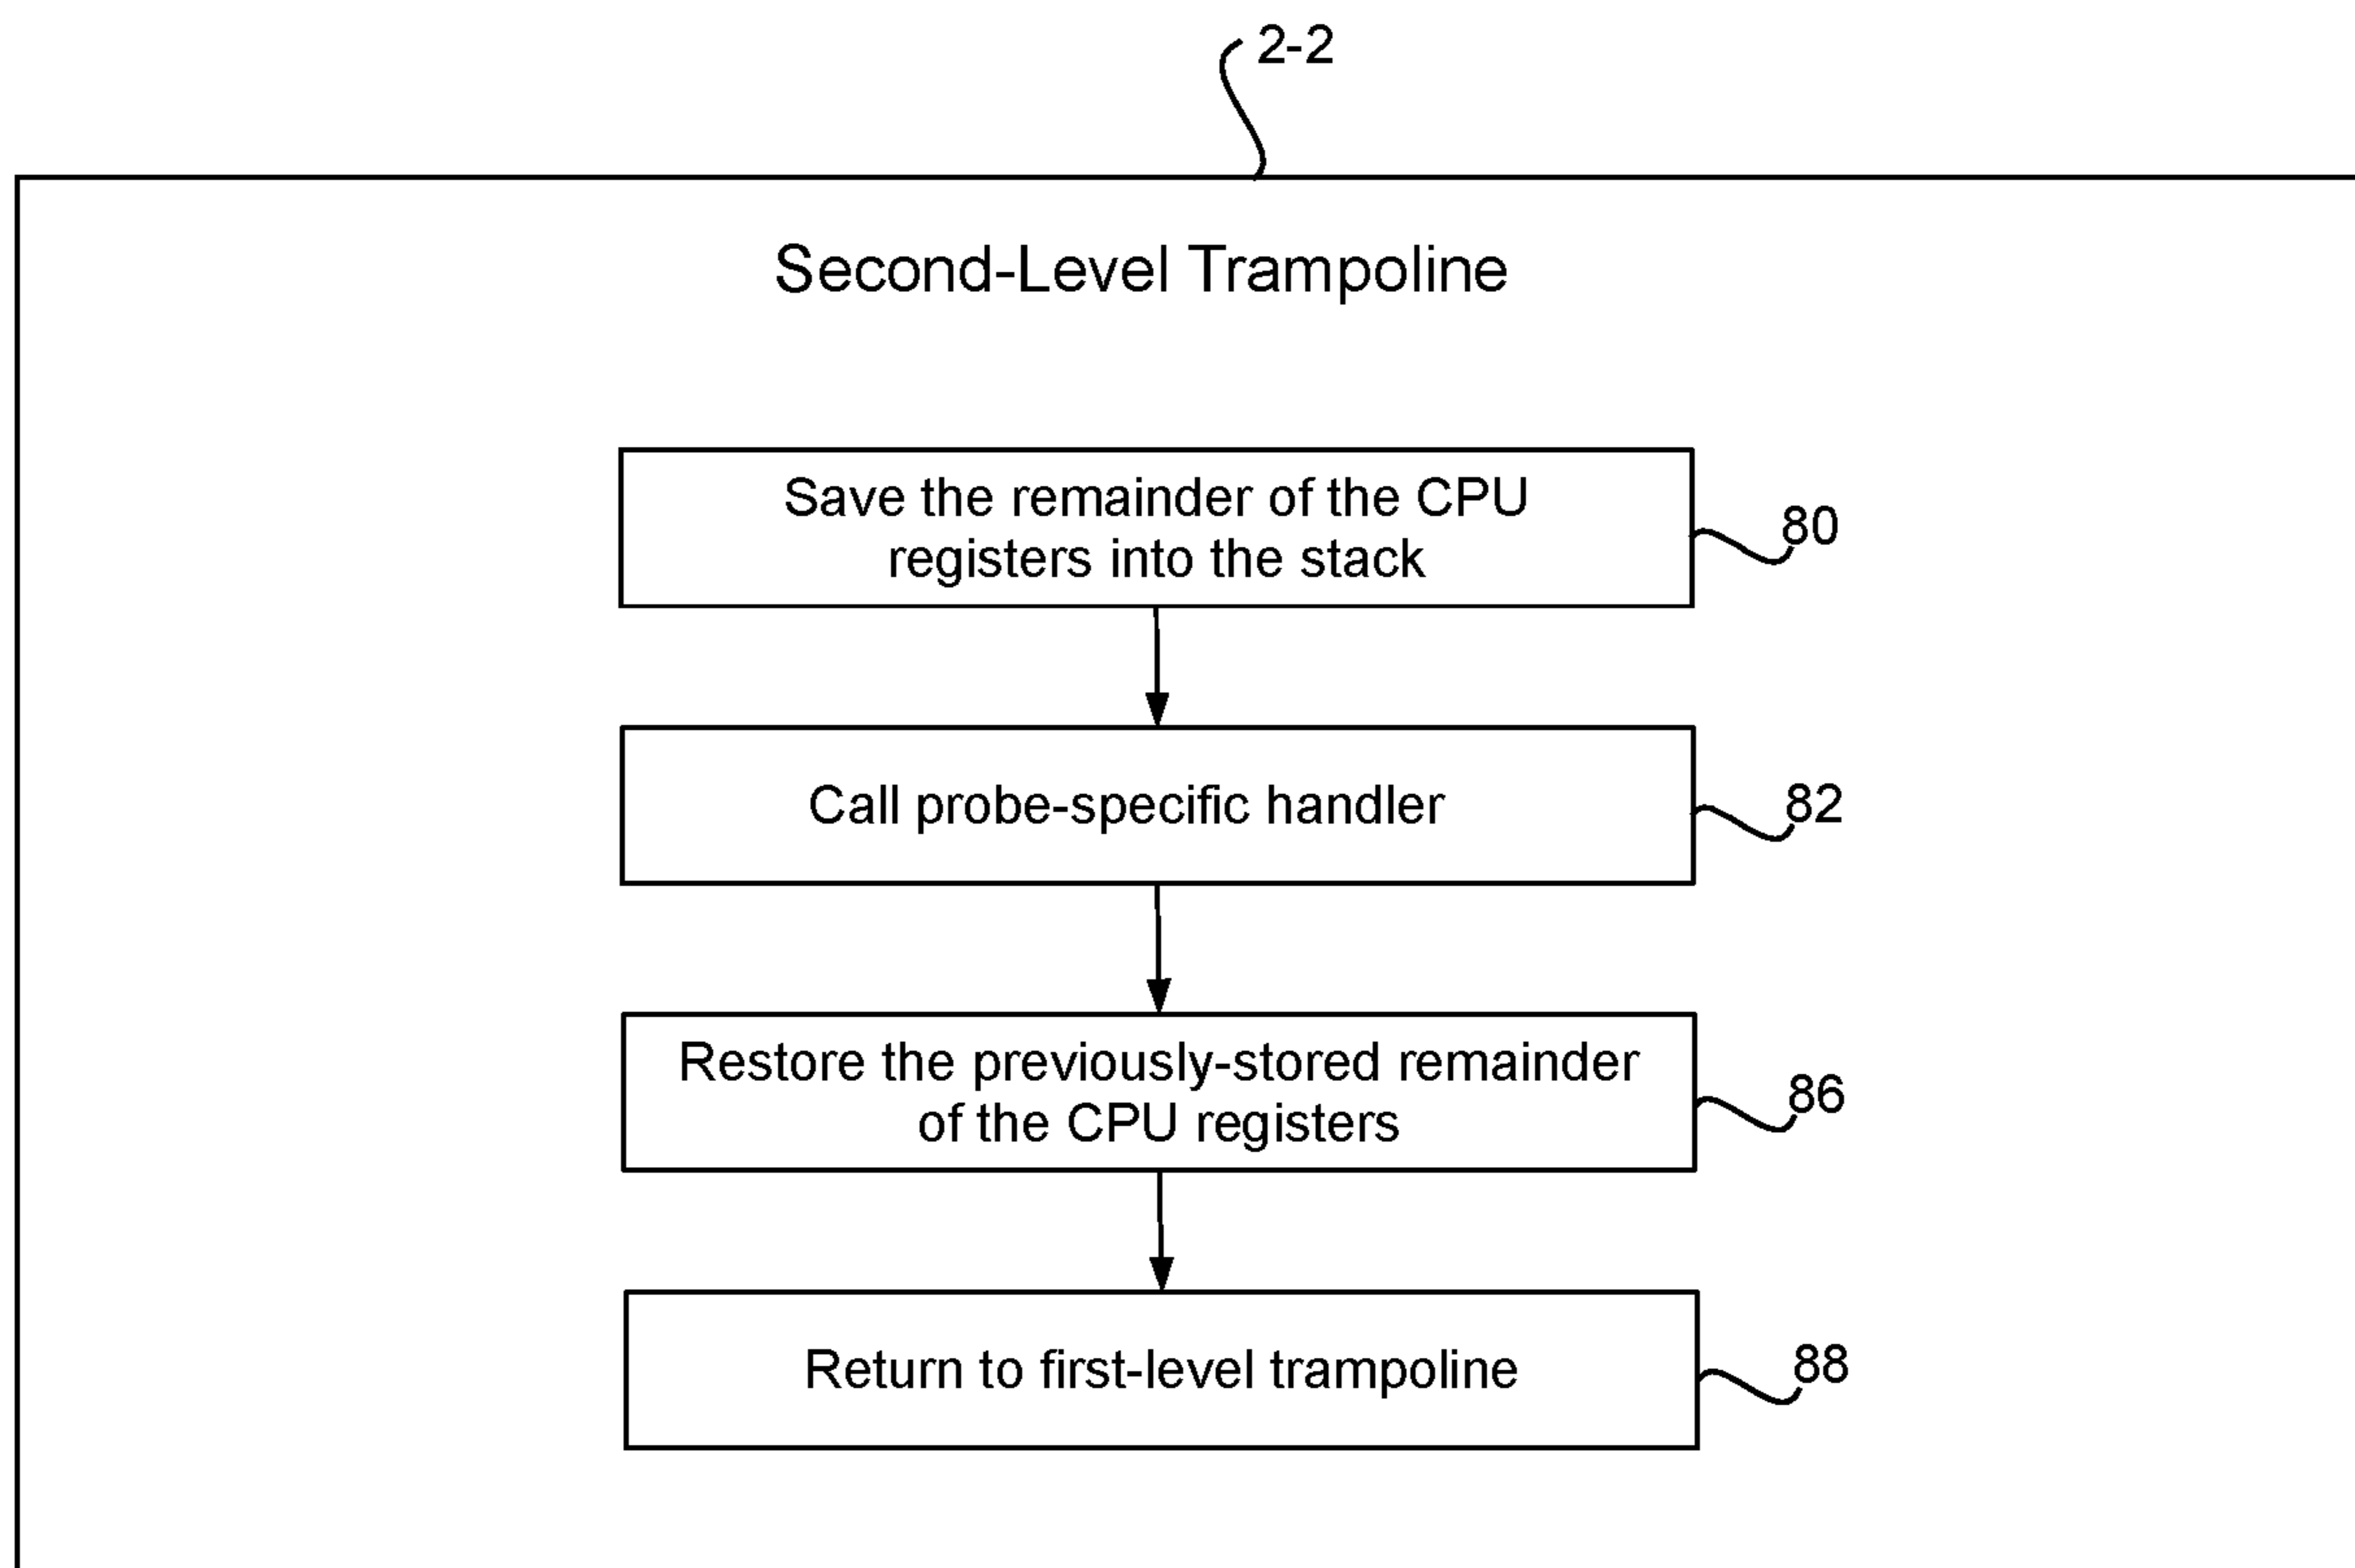 2-2
Second-Level Trampoline
Save the remainder of the CPU
registers into the stack
80
Call probe-specific handler
82
Restore the previously-stored remainder
of the CPU registers
86
Return to first-level trampoline
88